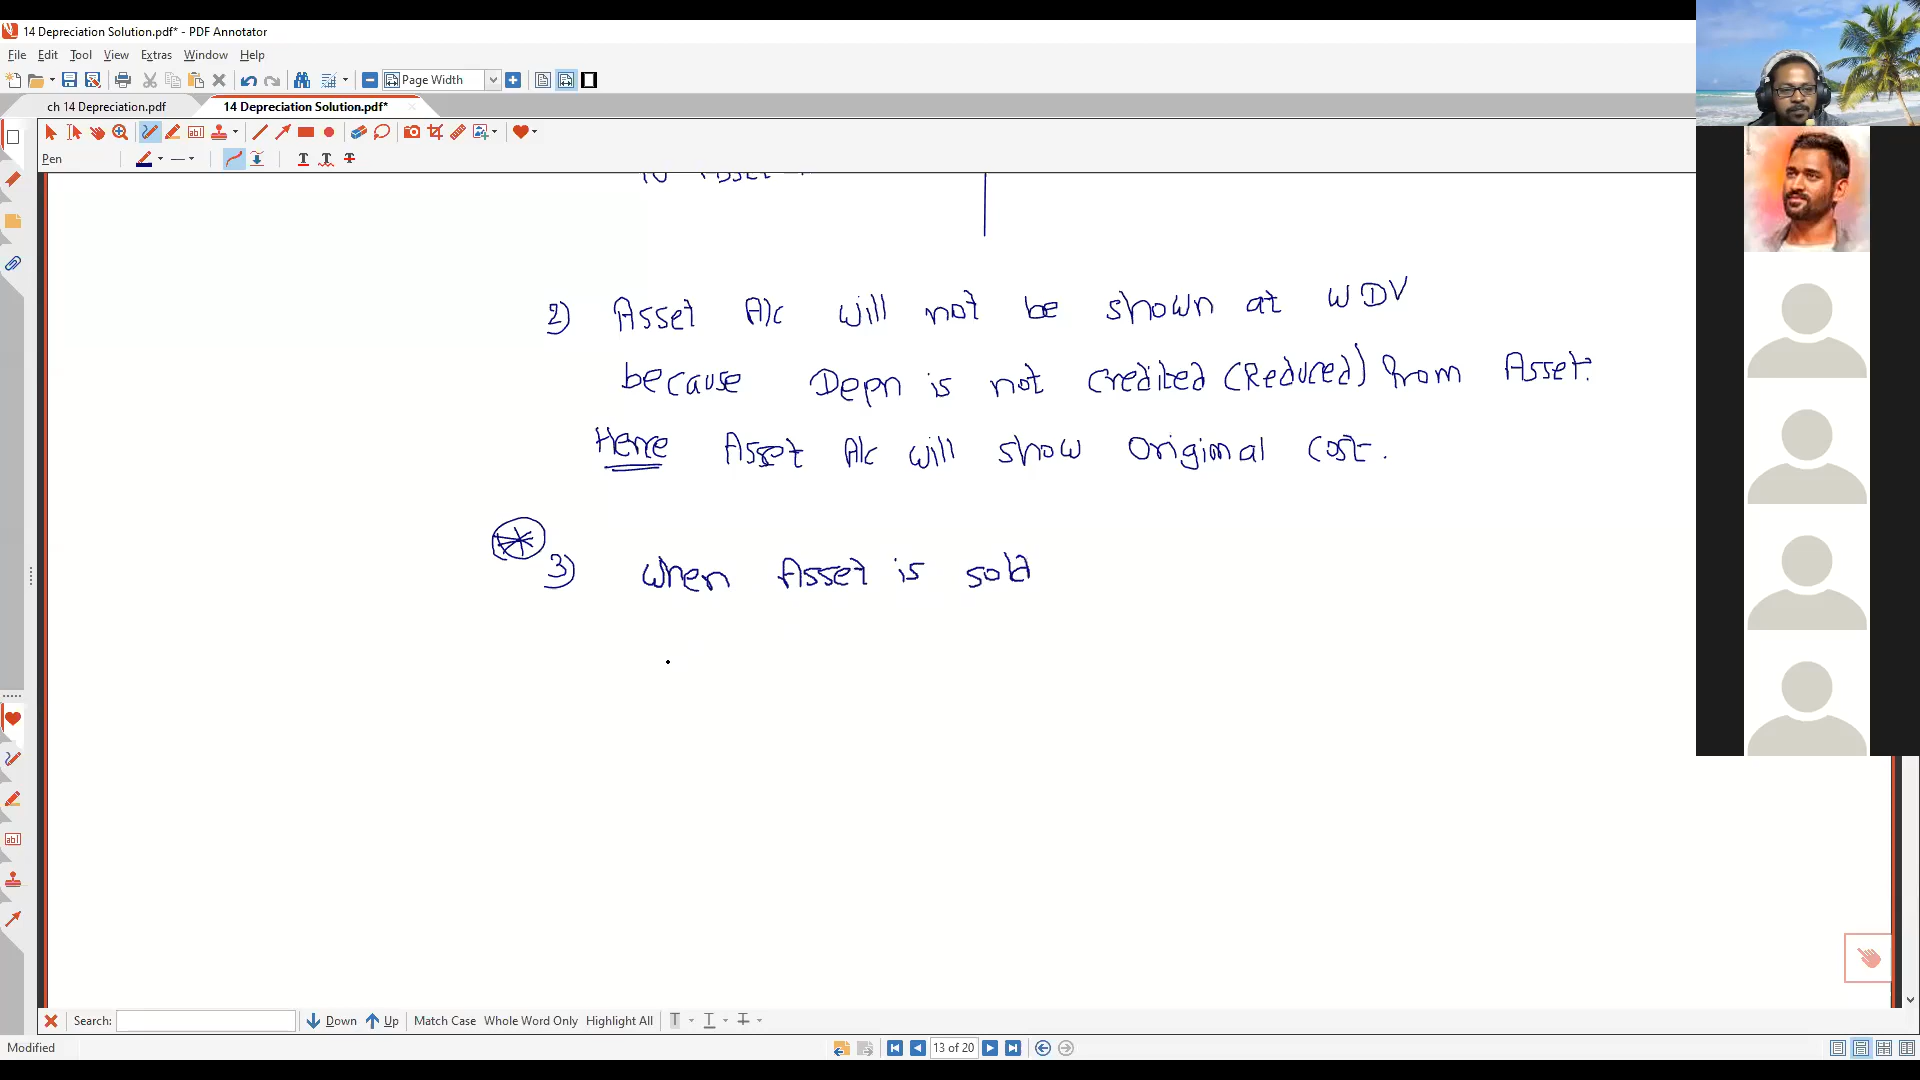 14 Depreciation Solution.pdf* - PDF Annotator
File Edit Tool View Extras Window Help
Page Width
ch 14 Depreciation.pdf
14 Depreciation Solution.pdf*
Pen
2) Asset A/c will not be shown at WDV
because Depn is not credited (Reduced) from Asset.
Hence Asset A/c will show Original Cost.
3) when Asset is sold
Search: Down Up Match Case Whole Word Only Highlight All
Modified
13 of 20